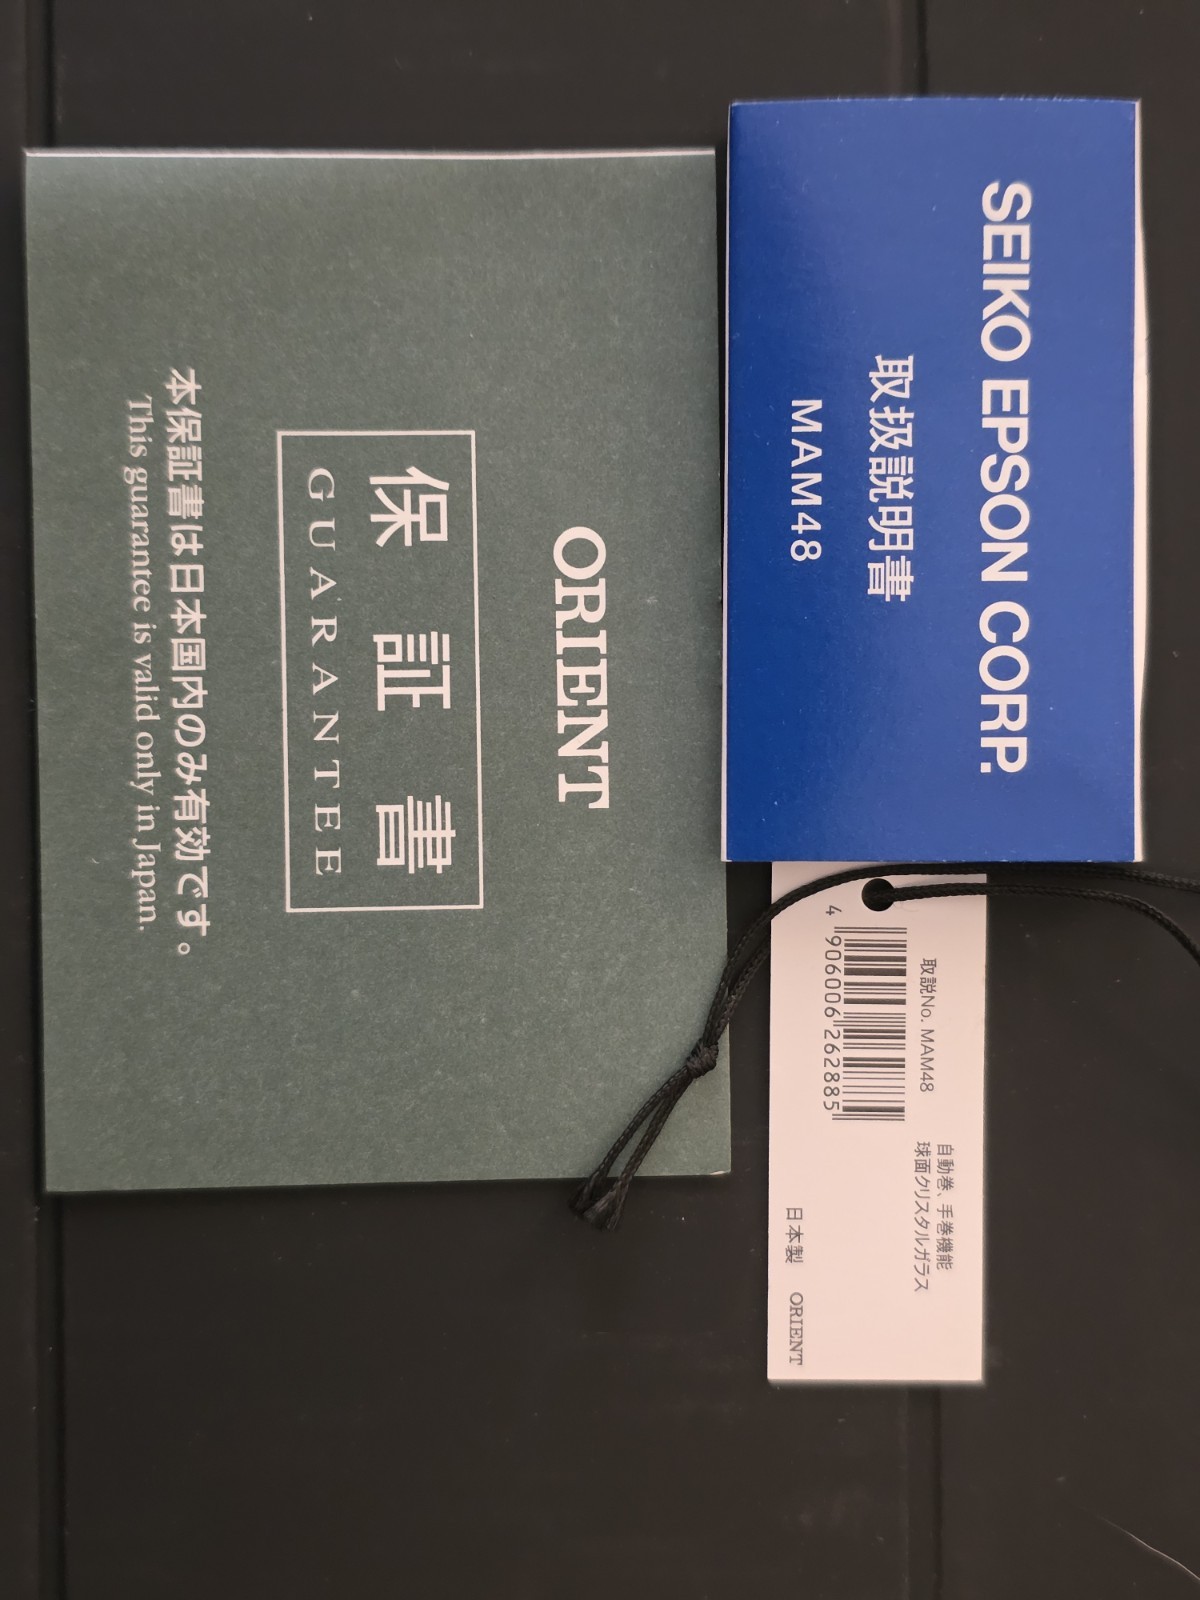 SEIKO EPSON CORP.
取扱説明書
MAM48
ORIENT
保証書
GUARANTEE
本保証書は日本国内のみ有効です。
This guarantee is valid only in Japan.
取説No. MAM48
4 906006 262885
自動巻、手巻機能
球面クリスタルガラス
日本製 ORIENT